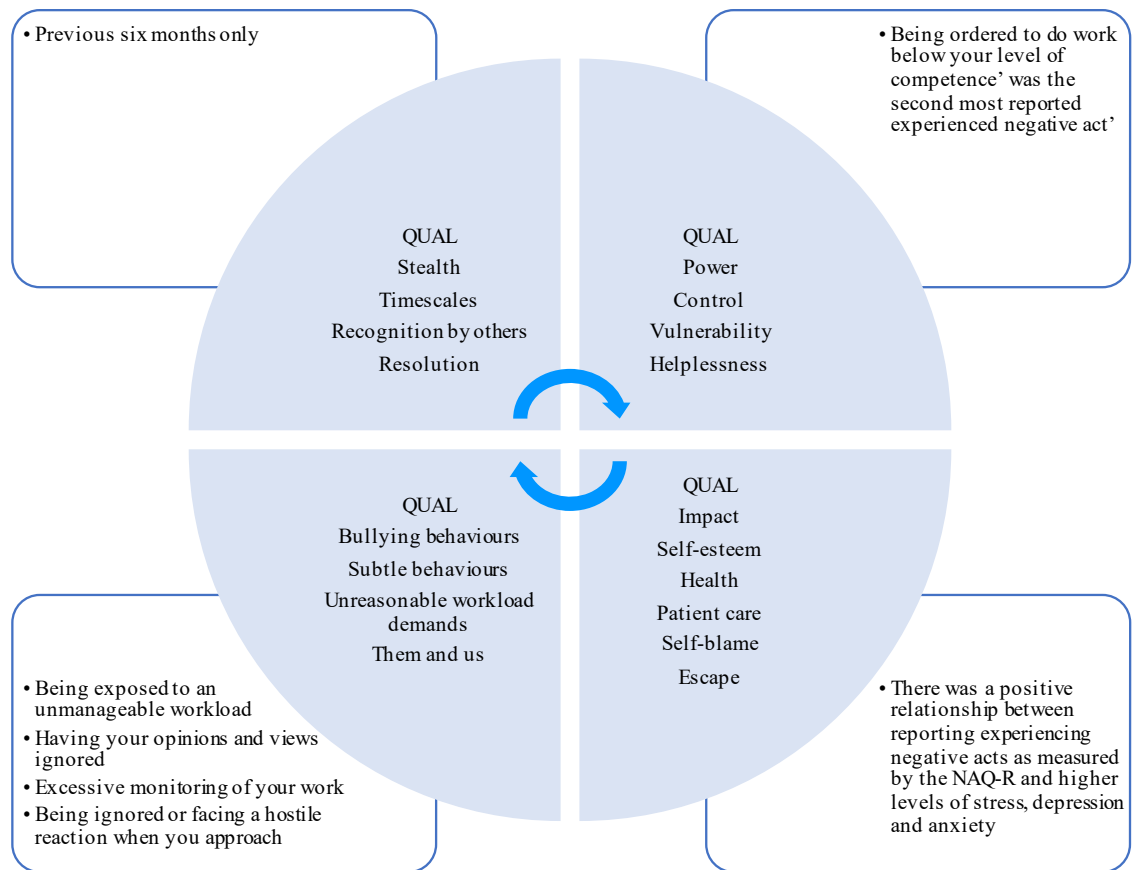 • Previous six months only
• Being ordered to do work
below your level of
competence’ was the
second most reported
experienced negative act’
QUAL
Stealth
Timescales
Recognition by others
Resolution
QUAL
Power
Control
Vulnerability
Helplessness
QUAL
Bullying behaviours
Subtle behaviours
Unreasonable workload
demands
Them and us
QUAL
Impact
Self-esteem
Health
Patient care
Self-blame
Escape
• Being exposed to an
unmanageable workload
• Having your opinions and views
ignored
• Excessive monitoring of your work
• Being ignored or facing a hostile
reaction when you approach
• There was a positive
relationship between
reporting experiencing
negative acts as measured
by the NAQ-R and higher
levels of stress, depression
and anxiety